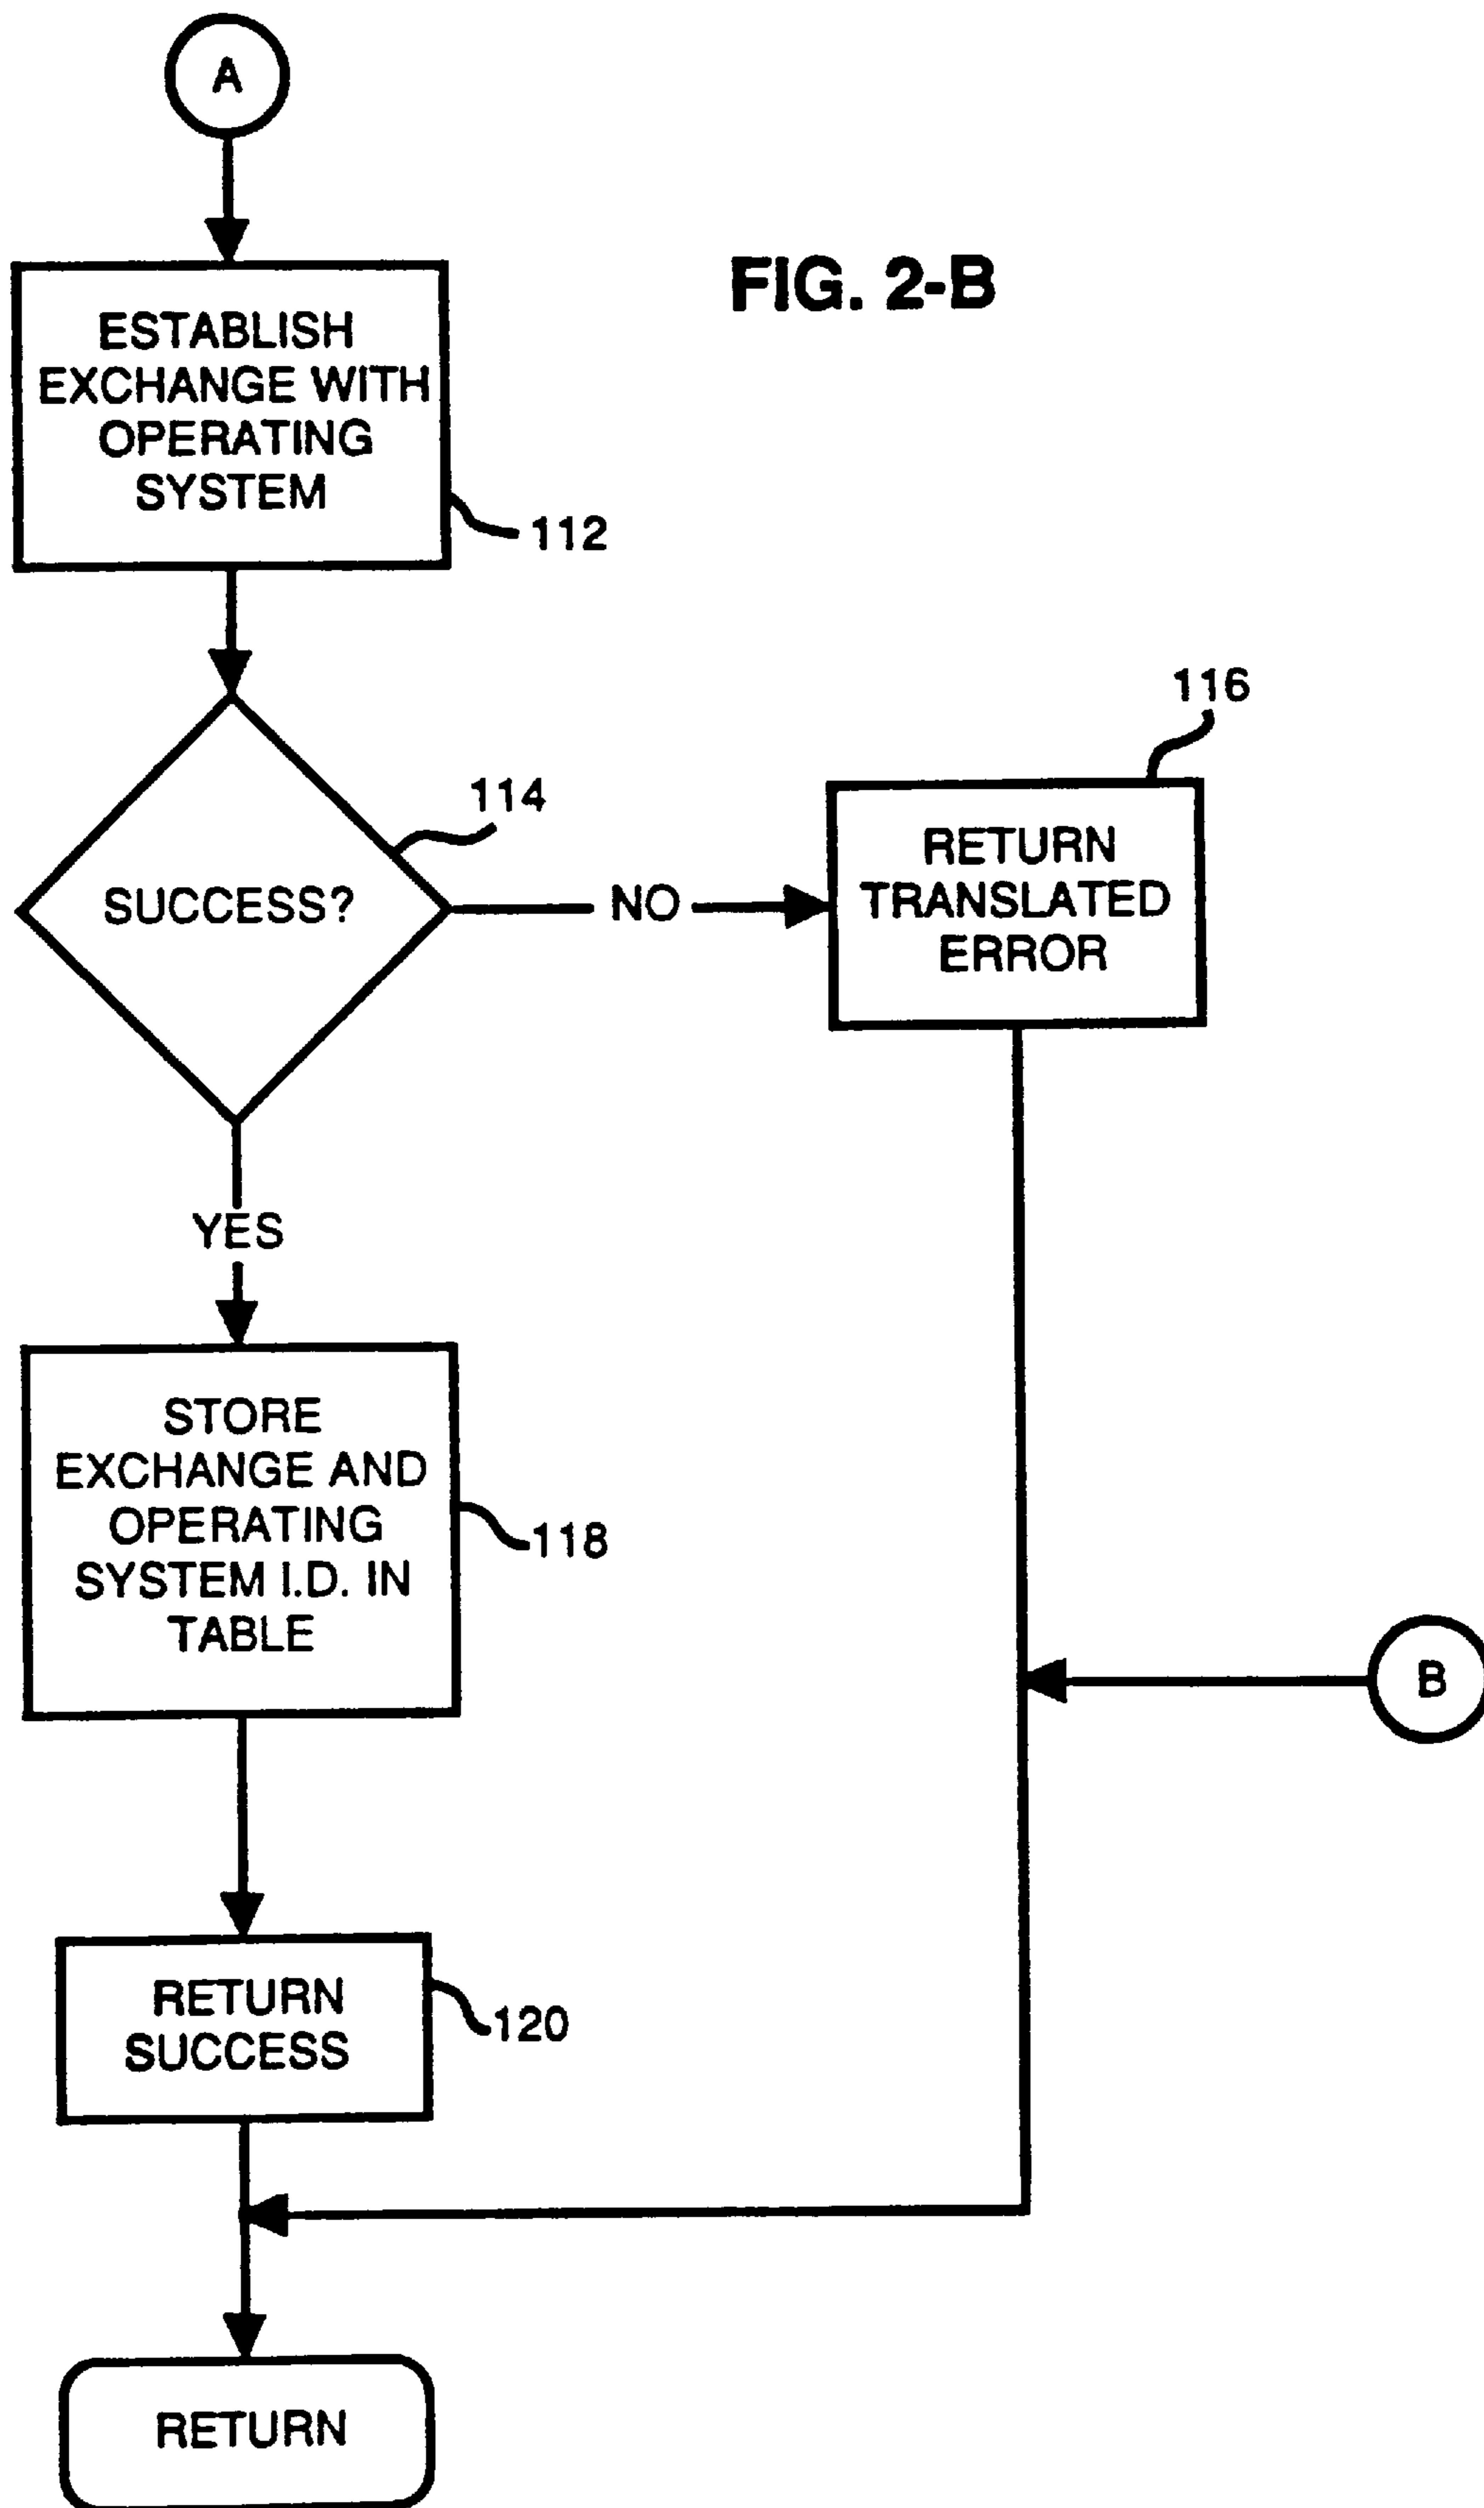 A
FIG. 2-B
ESTABLISH
EXCHANGE WITH
OPERATING
SYSTEM
112
116
114
SUCCESS?
NO
RETURN
TRANSLATED
ERROR
YES
STORE
EXCHANGE AND
OPERATING
SYSTEM I.D. IN
TABLE
118
B
RETURN
SUCCESS
120
RETURN